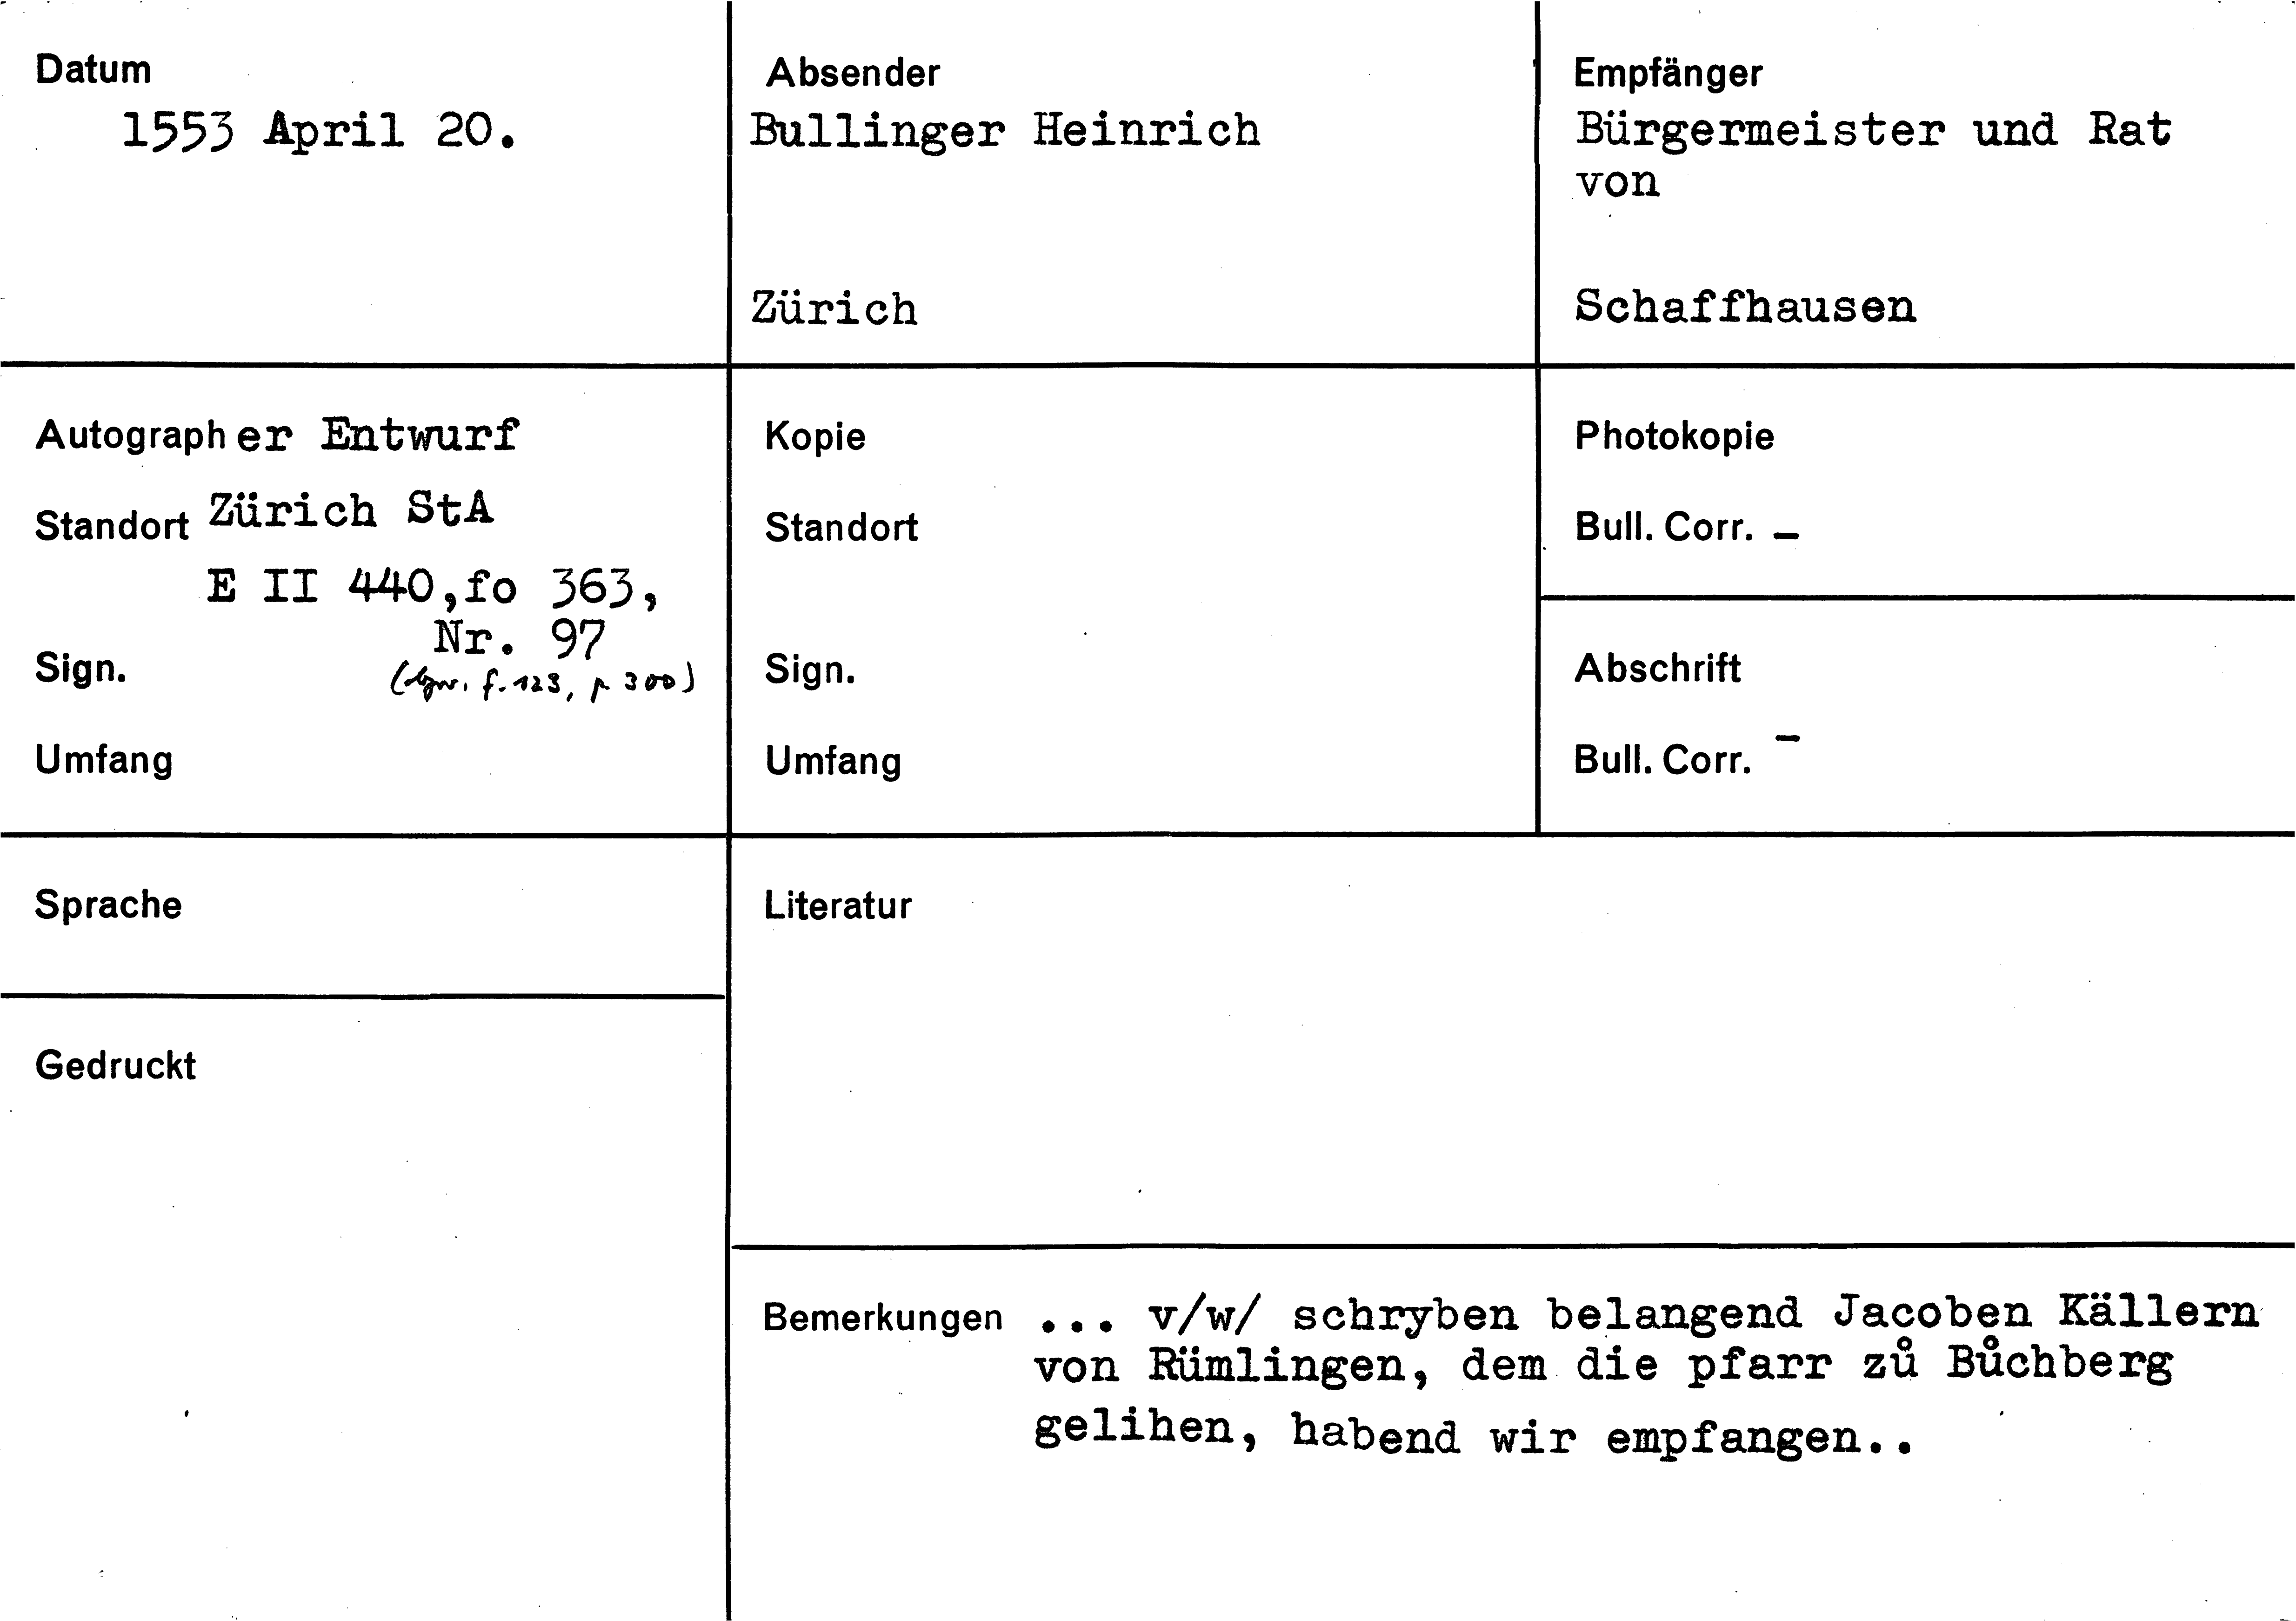 Datum
1553 April 20.
Absender
Bullinger Heinrich
Zürich
Empfänger
Bürgermeister und Rat
von
Schaffhausen
Autographer Entwurf
Standort Zürich StA
E II 440,fo 363,
Nr. 97
Sign.
f. 123, p 300)
Umfang
Kopie
Standort
Sign.
Umfang
Photokopie
Bull. Corr. -
Abschrift
Bull. Corr. -
Sprache
Gedruckt
Literatur
Bemerkungen ... v/w/ schryben belangend Jacoben Källern
von Rümlingen, dem die pfarr zů Bůchberg
gelihen, habend wir empfangen..